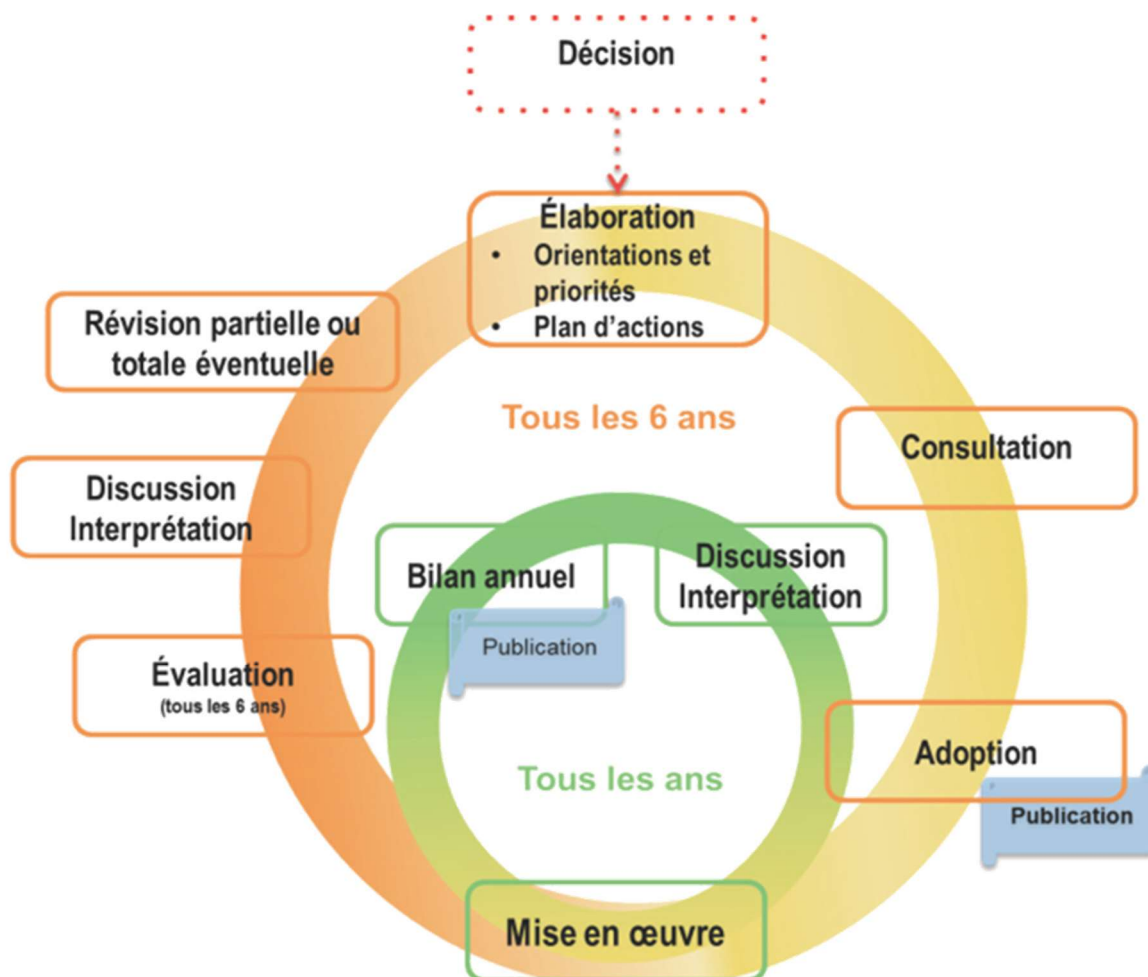 Décision
Élaboration
• Orientations et
priorités
• Plan d'actions
Révision partielle ou
totale éventuelle
Tous les 6 ans
Consultation
Discussion
Interprétation
Bilan annuel
Publication
Discussion
Interprétation
Évaluation
(tous les 6 ans)
Tous les ans
Adoption
Publication
Mise en œuvre